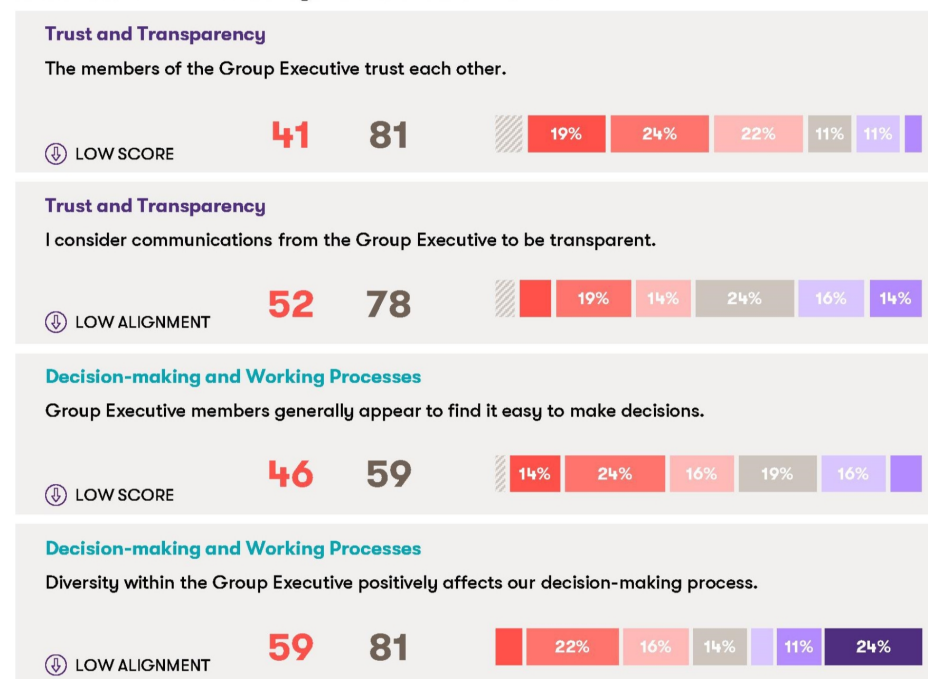 Trust and Transparency
The members of the Group Executive trust each other.
41 81 19% 24% 22% 11% 11%
LOW SCORE
Trust and Transparency
I consider communications from the Group Executive to be transparent.
52 78 19% 14% 24% 16% 14%
LOW ALIGNMENT
Decision-making and Working Processes
Group Executive members generally appear to find it easy to make decisions.
46 59 14% 24% 16% 19% 16%
LOW SCORE
Decision-making and Working Processes
Diversity within the Group Executive positively affects our decision-making process.
59 81 22% 16% 14% 11% 24%
LOW ALIGNMENT